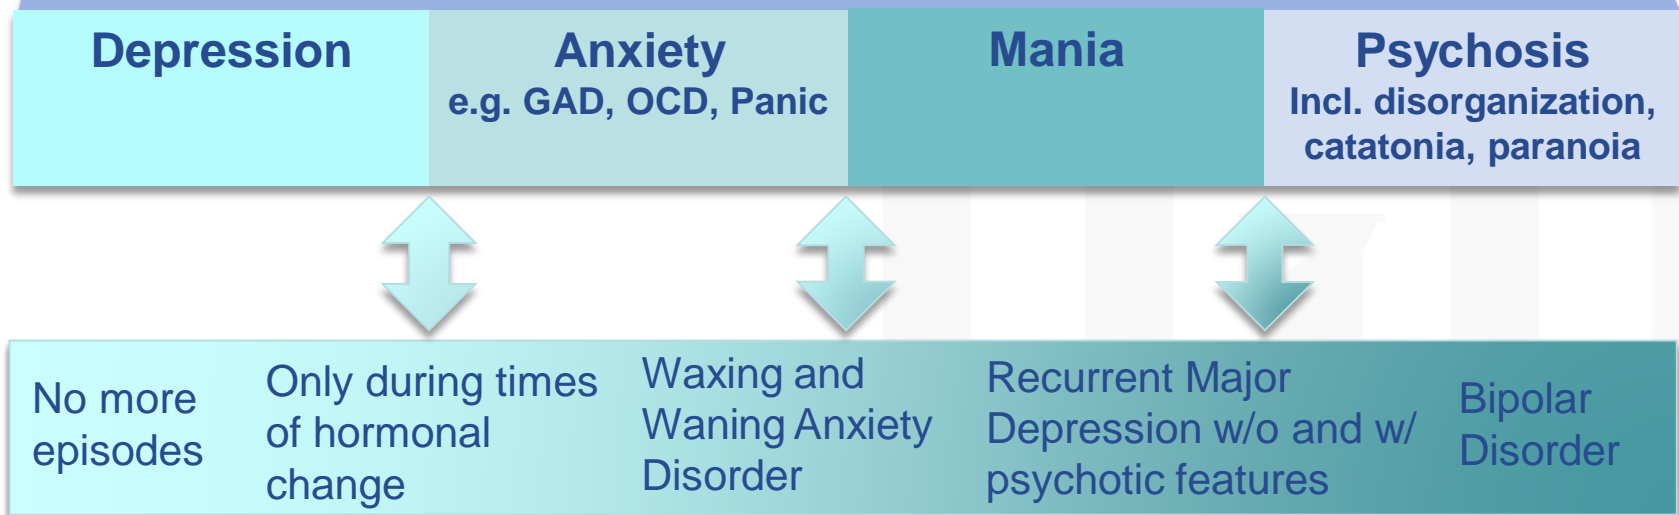 Depression
Anxiety
e.g. GAD, OCD, Panic
Mania
Psychosis
Incl. disorganization,
catatonia, paranoia
No more
episodes
Only during times
of hormonal
change
Waxing and
Waning Anxiety
Disorder
Recurrent Major
Depression w/o and w/
psychotic features
Bipolar
Disorder